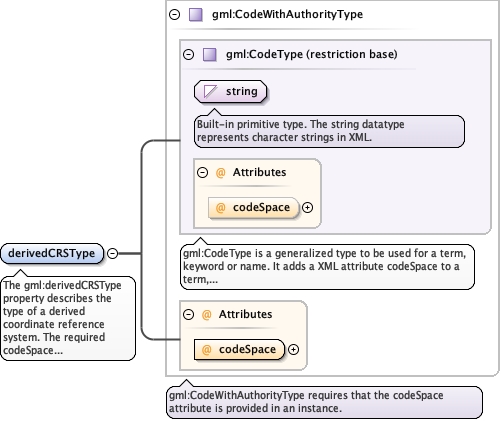 gml:CodeWithAuthorityType
gml:CodeType (restriction base)
string
Built-in primitive type. The string datatype
represents character strings in XML.
@ Attributes
@ codeSpace
gml:CodeType is a generalized type to be used for a term,
keyword or name. It adds a XML attribute codeSpace to a
term,...
derivedCRSType
The gml:derivedCRSType
property describes the
type of a derived
coordinate reference
system. The required
codeSpace...
@ Attributes
@ codeSpace
gml:CodeWithAuthorityType requires that the codeSpace
attribute is provided in an instance.